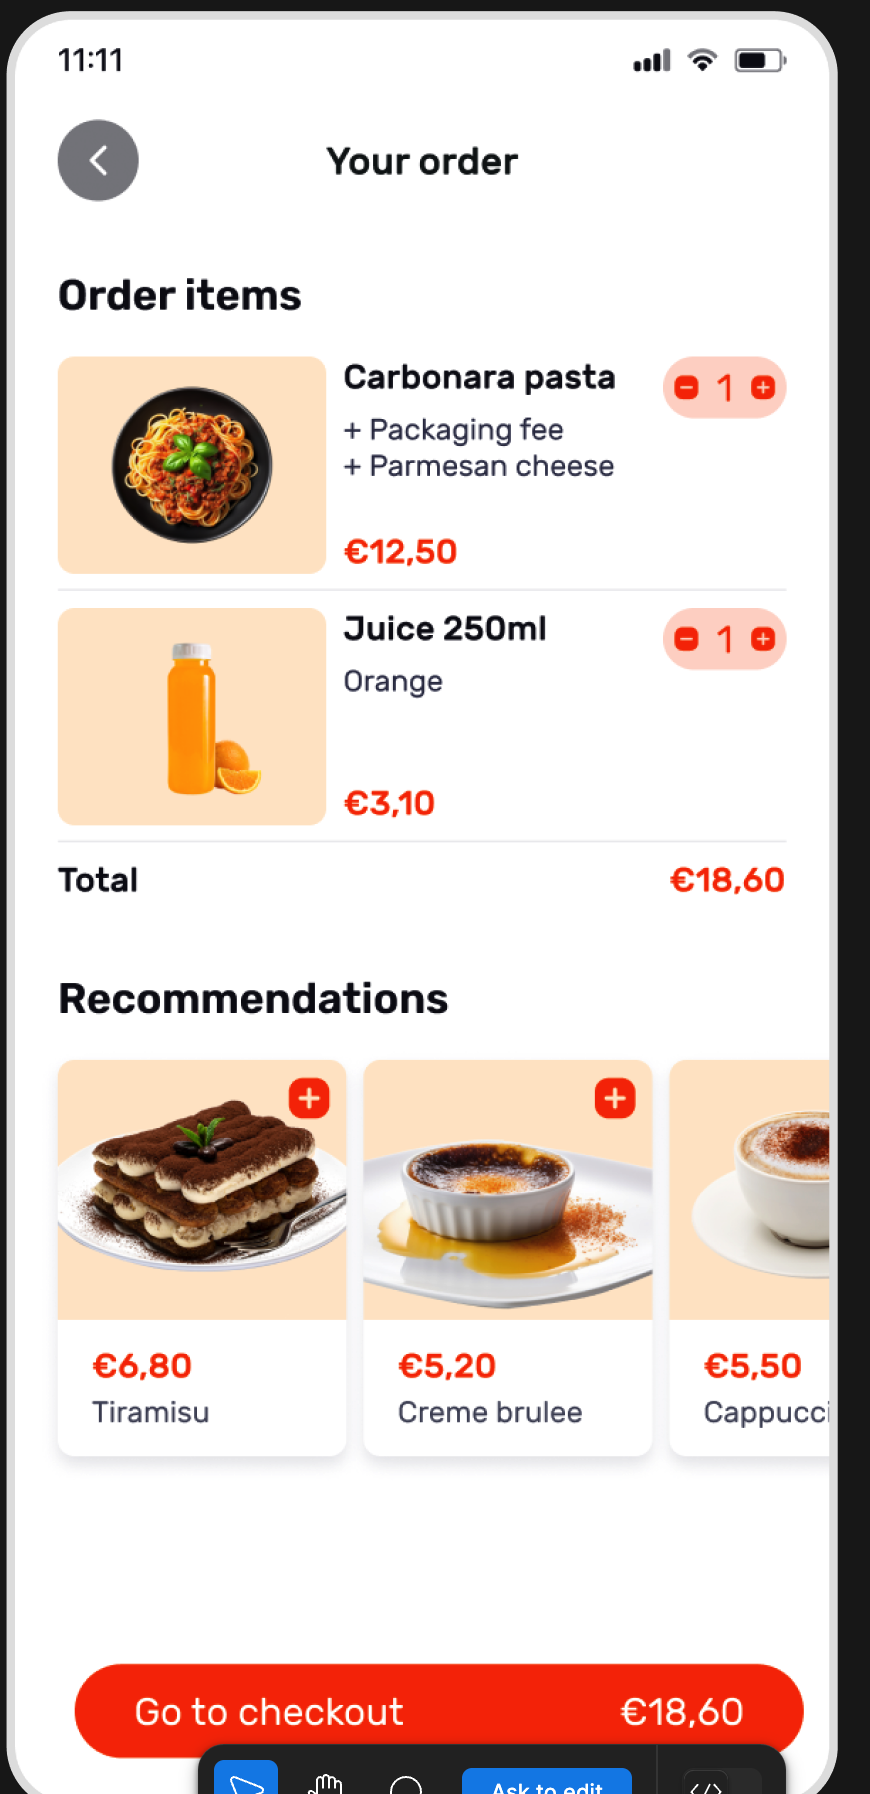 11:11
Your order
Order items
Carbonara pasta
1
+ Packaging fee
+ Parmesan cheese
€12,50
Juice 250ml
1
Orange
€3,10
Total €18,60
Recommendations
€6,80
Tiramisu
€5,20
Creme brulee
€5,50
Cappucci
Go to checkout €18,60
Ask to edit